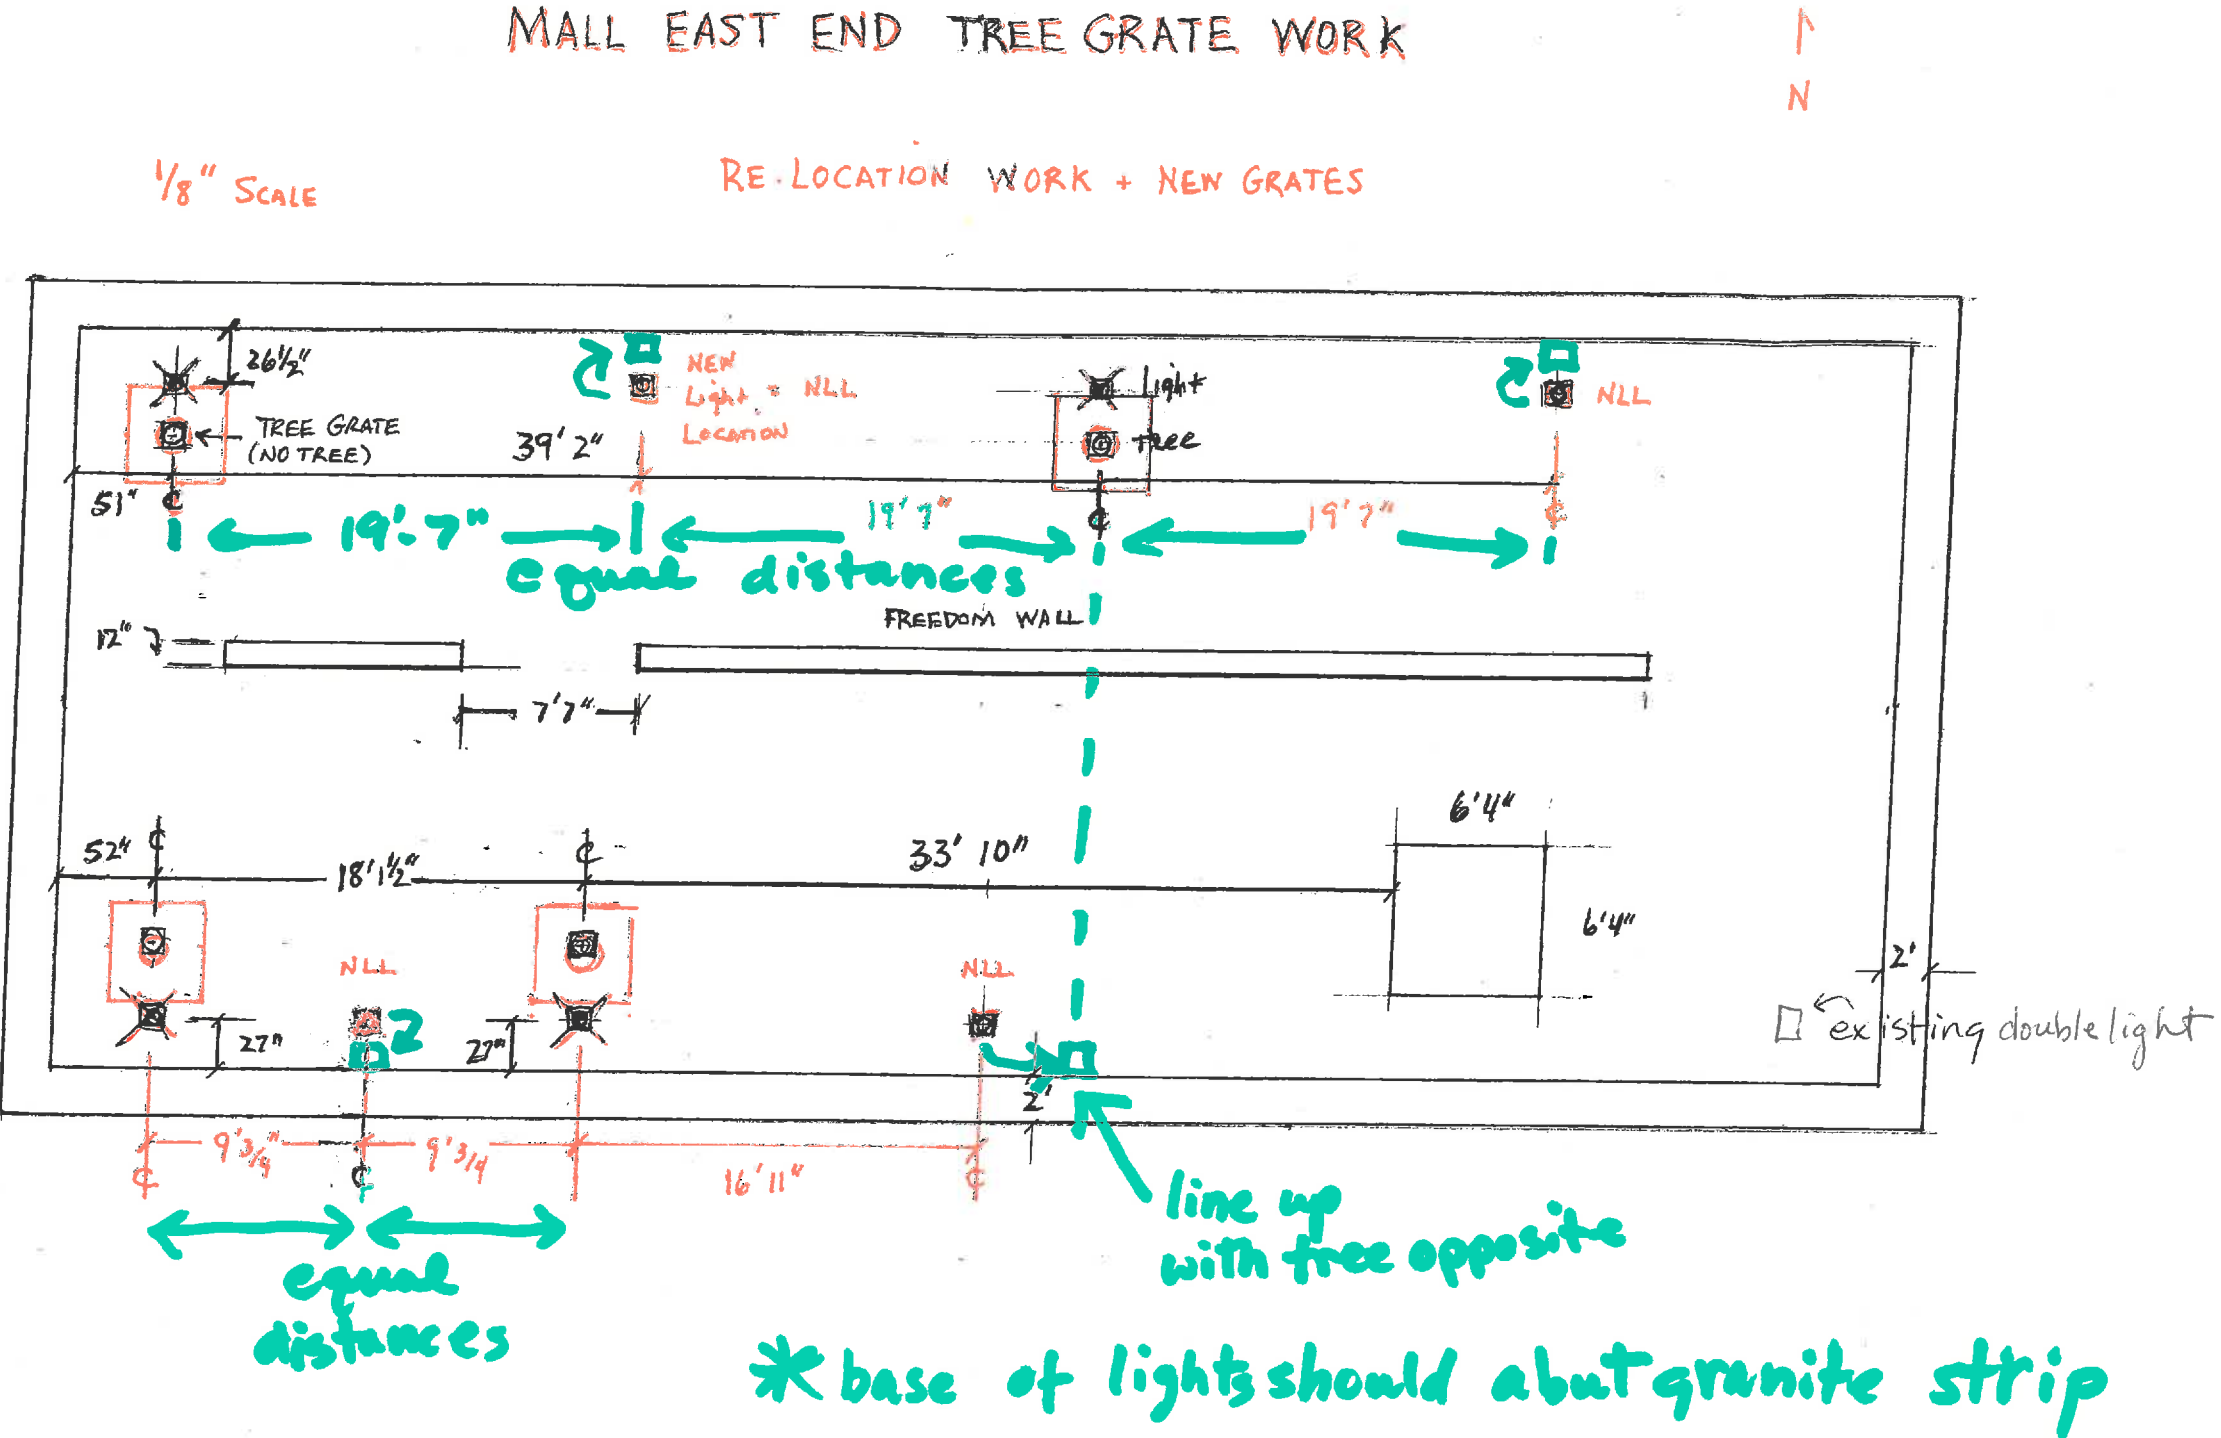 MALL EAST END TREE GRATE WORK
N
1/8" SCALE
RE-LOCATION WORK + NEW GRATES
26½"
NEW
Light = NLL
LOCATION
light
NLL
TREE GRATE
(NO TREE)
39' 2"
tree
51"
℄
℄
℄
19'-7"
19'7"
19'7"
equal distances
FREEDOM WALL
12"
7'7"
6'4"
52"
℄
18'1½"
℄
33' 10"
6'4"
NLL
NLL
2'
27"
27"
existing double light
2'
9'3/4"
9'3/4
16'11"
℄
℄
℄
line up
with tree opposite
equal
distances
* base of lights should abut granite strip